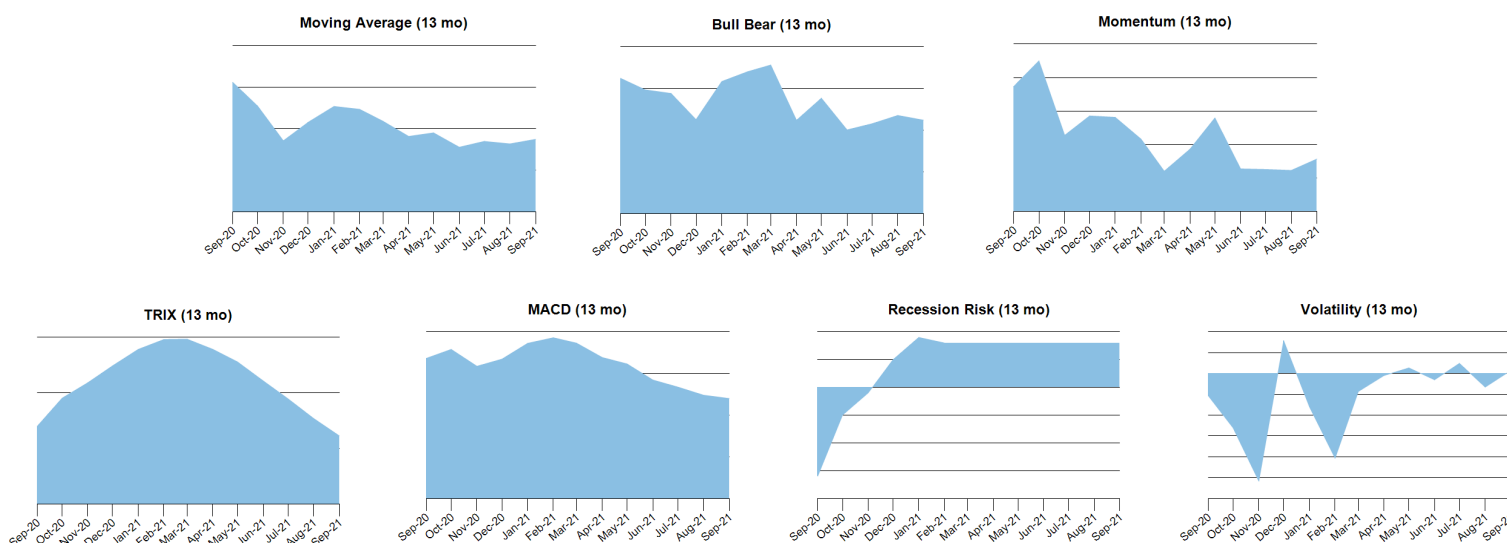 Moving Average (13 mo)
Sep-20 Oct-20 Nov-20 Dec-20 Jan-21 Feb-21 Mar-21 Apr-21 May-21 Jun-21 Jul-21 Aug-21 Sep-21
Bull Bear (13 mo)
Sep-20 Oct-20 Nov-20 Dec-20 Jan-21 Feb-21 Mar-21 Apr-21 May-21 Jun-21 Jul-21 Aug-21 Sep-21
Momentum (13 mo)
Sep-20 Oct-20 Nov-20 Dec-20 Jan-21 Feb-21 Mar-21 Apr-21 May-21 Jun-21 Jul-21 Aug-21 Sep-21
TRIX (13 mo)
Sep-20 Oct-20 Nov-20 Dec-20 Jan-21 Feb-21 Mar-21 Apr-21 May-21 Jun-21 Jul-21 Aug-21 Sep-21
MACD (13 mo)
Sep-20 Oct-20 Nov-20 Dec-20 Jan-21 Feb-21 Mar-21 Apr-21 May-21 Jun-21 Jul-21 Aug-21 Sep-21
Recession Risk (13 mo)
Sep-20 Oct-20 Nov-20 Dec-20 Jan-21 Feb-21 Mar-21 Apr-21 May-21 Jun-21 Jul-21 Aug-21 Sep-21
Volatility (13 mo)
Sep-20 Oct-20 Nov-20 Dec-20 Jan-21 Feb-21 Mar-21 Apr-21 May-21 Jun-21 Jul-21 Aug-21